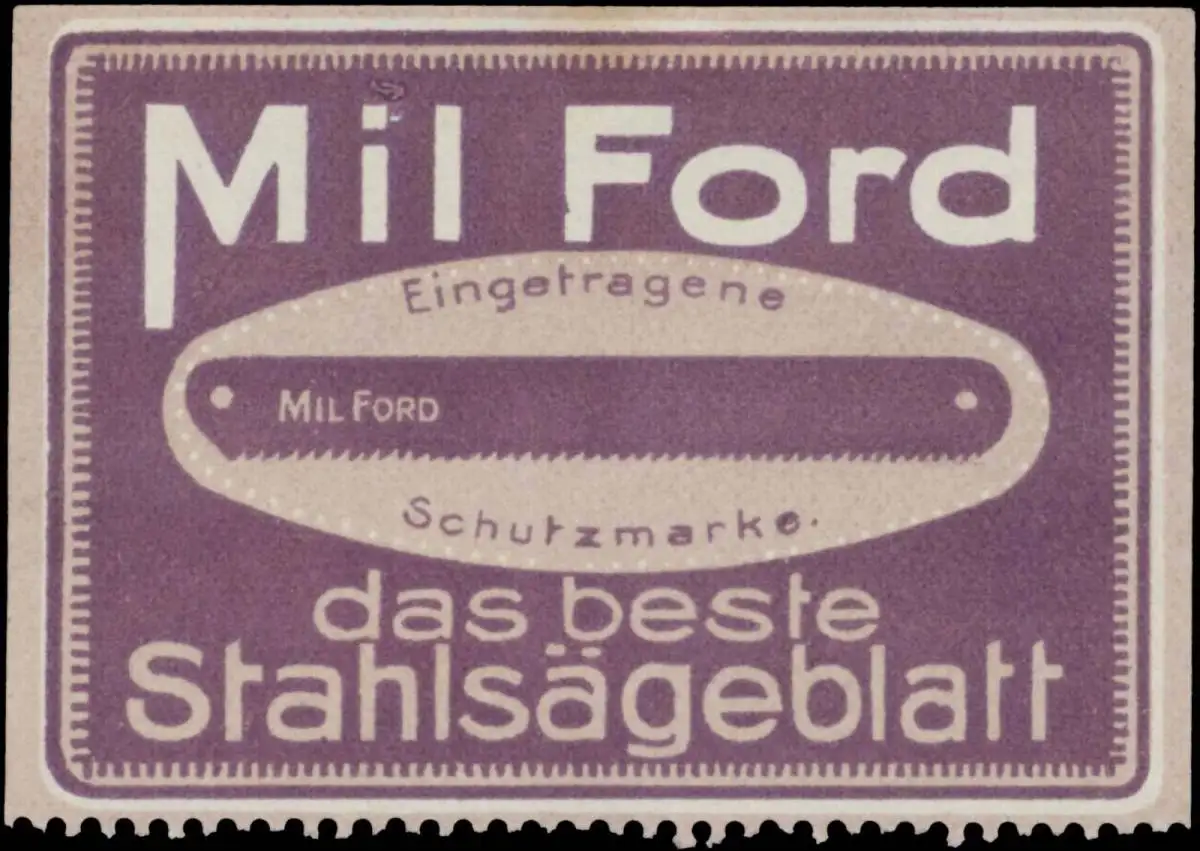 Mil Ford
Eingetragene
MIL FORD
Schutzmarke.
das beste
Stahlsägeblatt